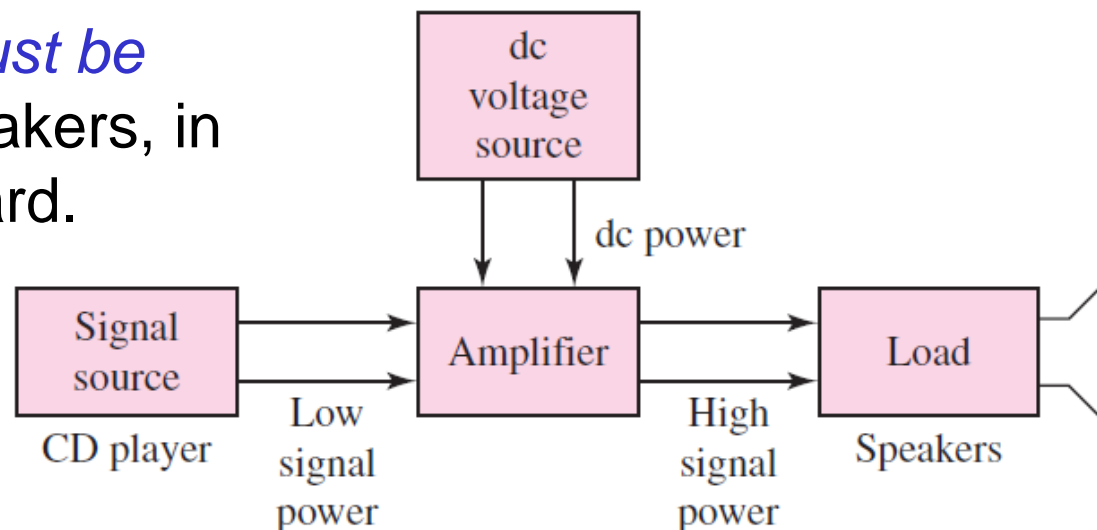 ust be
akers, in
ard.
dc
voltage
source
dc power
Signal
source
CD player
Low
signal
power
Amplifier
High
signal
power
Load
Speakers